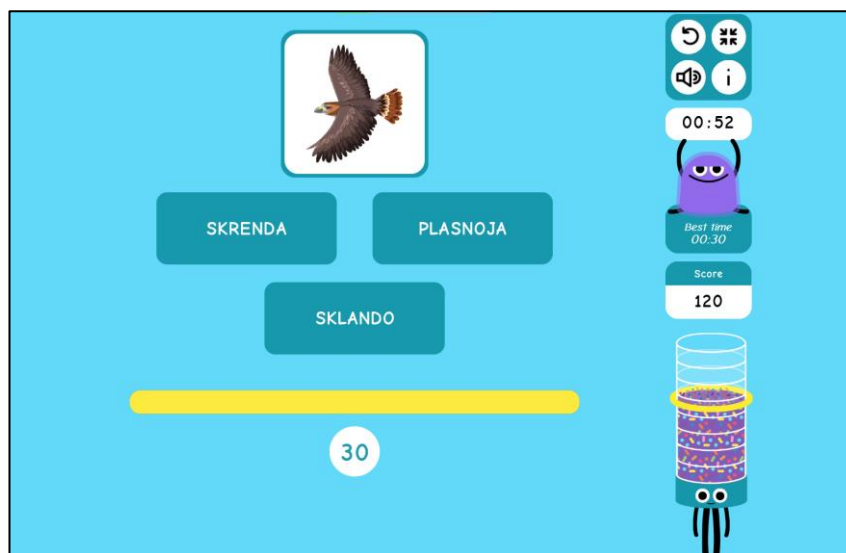 SKRENDA
PLASNOJA
SKLANDO
30
i
00:52
Best time
00:30
Score
120